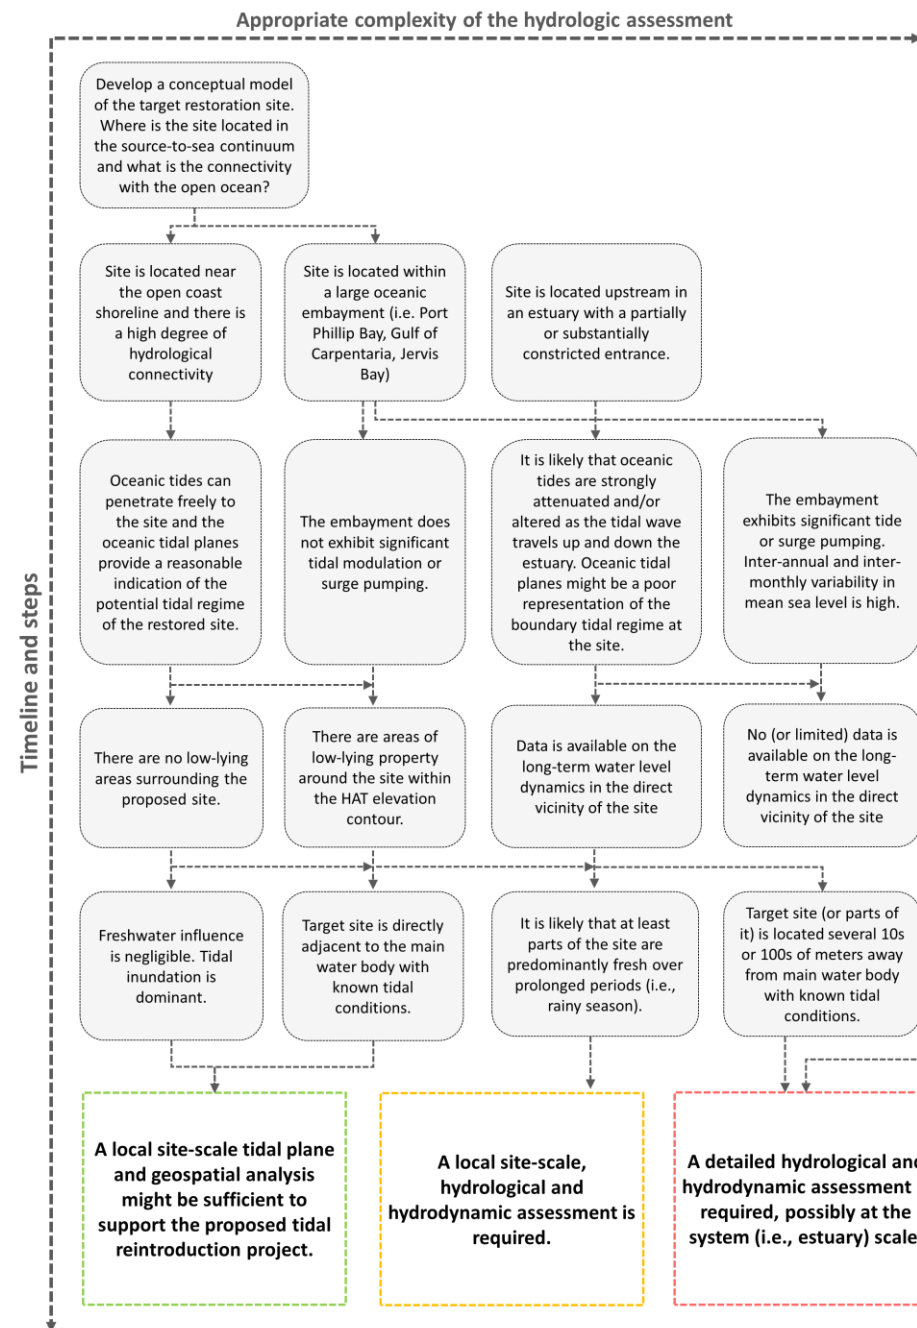 Appropriate complexity of the hydrologic assessment
Timeline and steps
Develop a conceptual model
of the target restoration site.
Where is the site located in
the source-to-sea continuum
and what is the connectivity
with the open ocean?
Site is located near
the open coast
shoreline and there is
a high degree of
hydrological
connectivity
Site is located within
a large oceanic
embayment (i.e. Port
Phillip Bay, Gulf of
Carpentaria, Jervis
Bay)
Site is located upstream in
an estuary with a partially
or substantially
constricted entrance.
Oceanic tides can
penetrate freely to
the site and the
oceanic tidal planes
provide a reasonable
indication of the
potential tidal regime
of the restored site.
The embayment does
not exhibit significant
tidal modulation or
surge pumping.
It is likely that oceanic
tides are strongly
attenuated and/or
altered as the tidal wave
travels up and down the
estuary. Oceanic tidal
planes might be a poor
representation of the
boundary tidal regime at
the site.
The embayment
exhibits significant tide
or surge pumping.
Inter-annual and inter-
monthly variability in
mean sea level is high.
There are no low-lying
areas surrounding the
proposed site.
There are areas of
low-lying property
around the site within
the HAT elevation
contour.
Data is available on the
long-term water level
dynamics in the direct
vicinity of the site
No (or limited) data is
available on the long-
term water level
dynamics in the direct
vicinity of the site
Freshwater influence
is negligible. Tidal
inundation is
dominant.
Target site is directly
adjacent to the main
water body with
known tidal
conditions.
It is likely that at least
parts of the site are
predominantly fresh over
prolonged periods (i.e.,
rainy season).
Target site (or parts of
it) is located several 10s
or 100s of meters away
from main water body
with known tidal
conditions.
A local site-scale tidal plane
and geospatial analysis
might be sufficient to
support the proposed tidal
reintroduction project.
A local site-scale,
hydrological and
hydrodynamic assessment is
required.
A detailed hydrological and
hydrodynamic assessment
required, possibly at the
system (i.e., estuary) scale